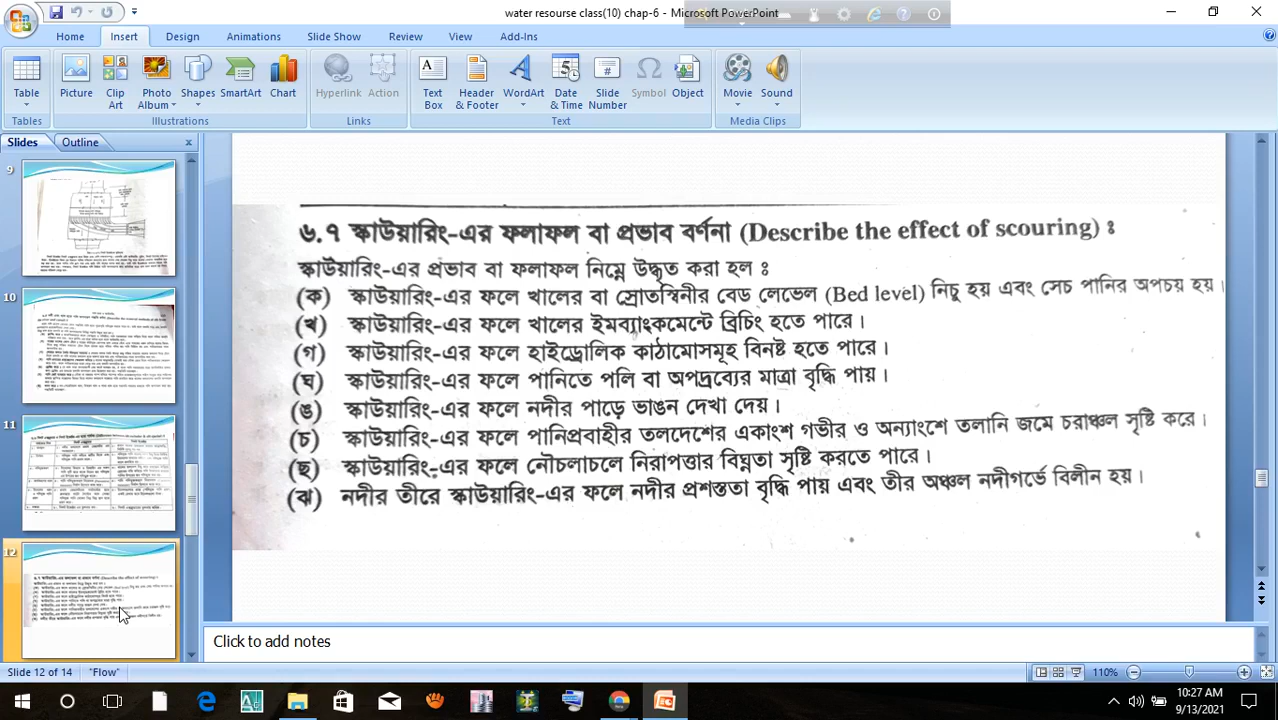 water resourse class(10) chap-6 - Microsoft PowerPoint
Home Insert Design Animations Slide Show Review View Add-Ins
Table Picture Clip Art Photo Album Shapes SmartArt Chart Hyperlink Action Text Box Header & Footer WordArt Date & Time Slide Number Symbol Object Movie Sound
Tables Illustrations Links Text Media Clips
Slides Outline
9
10
11
12
৬.৭ স্কাউয়ারিং-এর ফলাফল বা প্রভাব বর্ণনা (Describe the effect of scouring) ঃ
স্কাউয়ারিং-এর প্রভাব বা ফলাফল নিম্নে উদ্ধৃত করা হল ঃ
(ক) স্কাউয়ারিং-এর ফলে খালের বা স্রোতস্বিনীর বেড লেভেল (Bed level) নিচু হয় এবং সেচ পানির অপচয় হয়।
(খ) স্কাউয়ারিং-এর ফলে খালের ইমব্যাংকমেন্টে ব্রিচিং হতে পারে।
(গ) স্কাউয়ারিং-এর ফলে হাইড্রোলিক কাঠামোসমূহ বিনষ্ট হতে পারে।
(ঘ) স্কাউয়ারিং-এর ফলে পানিতে পলি বা অপদ্রব্যের মাত্রা বৃদ্ধি পায়।
(ঙ) স্কাউয়ারিং-এর ফলে নদীর পাড়ে ভাঙন দেখা দেয়।
(চ) স্কাউয়ারিং-এর ফলে পানিপ্রবাহীর তলদেশের একাংশ গভীর ও অন্যাংশে তলানি জমে চরাঞ্চল সৃষ্টি করে।
(ছ) স্কাউয়ারিং-এর ফলে নৌচলাচলে নিরাপত্তার বিঘ্নতা সৃষ্টি করতে পারে।
(ঝ) নদীর তীরে স্কাউয়ারিং-এর ফলে নদীর প্রশস্ততা বৃদ্ধি পায় এবং তীর অঞ্চল নদীগর্ভে বিলীন হয়।
Click to add notes
Slide 12 of 14 "Flow" 110%
10:27 AM
9/13/2021